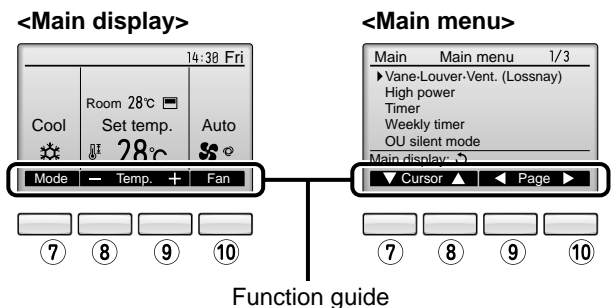 <Main display>
14:30 Fri
Room 28℃
Cool
Set temp.
Auto
28℃
Mode
− Temp. +
Fan
7
8
9
10
<Main menu>
Main Main menu 1/3
▶Vane·Louver·Vent. (Lossnay)
High power
Timer
Weekly timer
OU silent mode
Main display:
▼ Cursor ▲
◀ Page ▶
7
8
9
10
Function guide